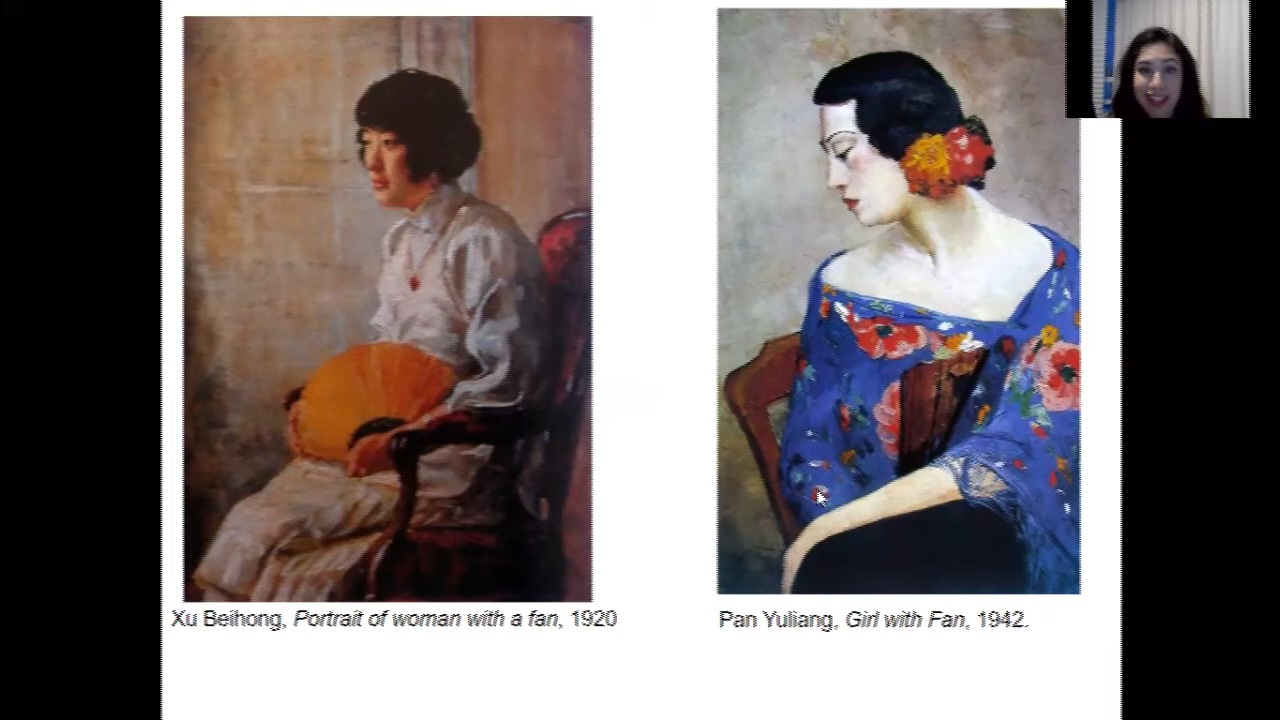 Xu Beihong, Portrait of woman with a fan, 1920
Pan Yuliang, Girl with Fan, 1942.